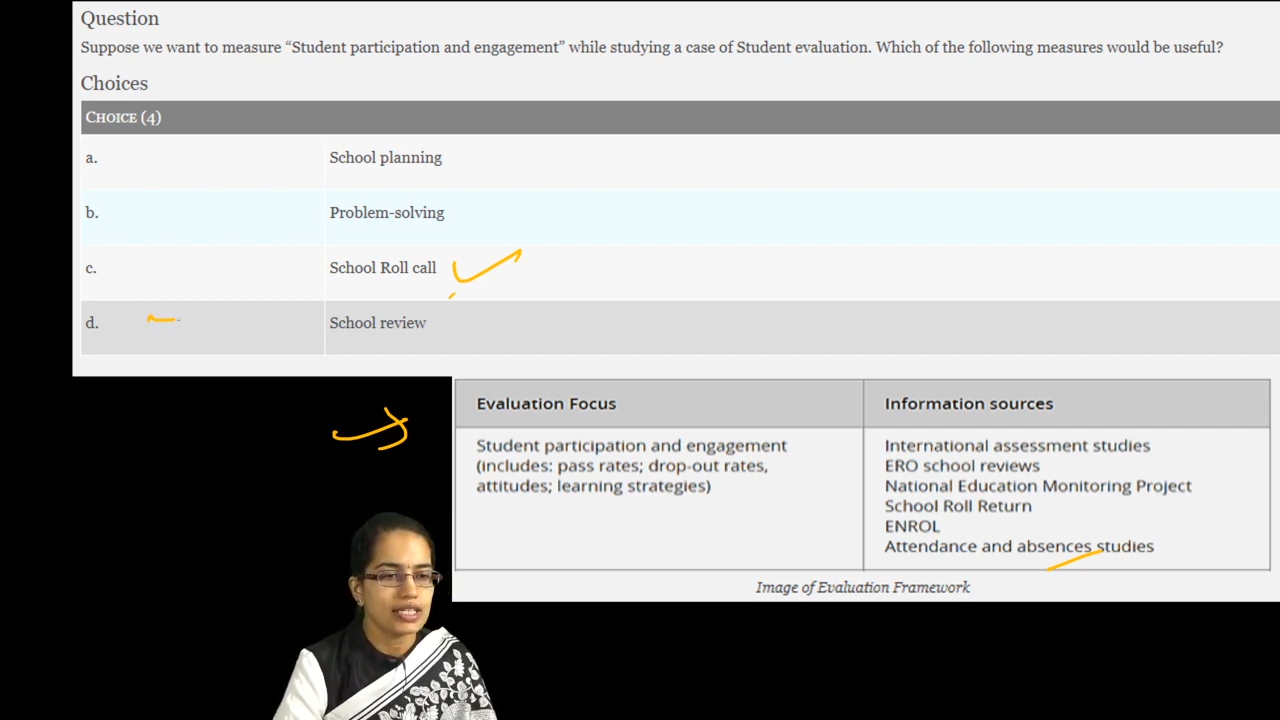 Question
Suppose we want to measure “Student participation and engagement” while studying a case of Student evaluation. Which of the following measures would be useful?
Choices
CHOICE (4)
a. School planning
b. Problem-solving
c. School Roll call
d. School review
Evaluation Focus Information sources
Student participation and engagement International assessment studies
(includes: pass rates; drop-out rates, ERO school reviews
attitudes; learning strategies) National Education Monitoring Project
School Roll Return
ENROL
Attendance and absences studies
Image of Evaluation Framework